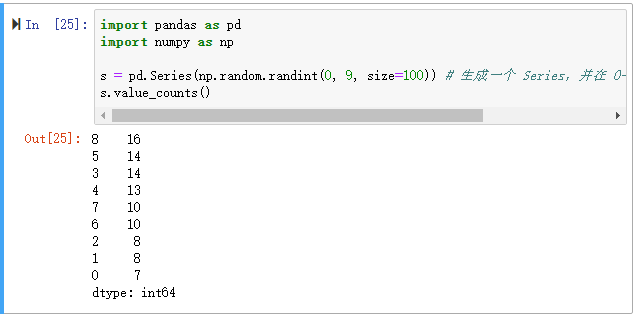 In [25]:
import pandas as pd
import numpy as np
s = pd.Series(np.random.randint(0, 9, size=100)) # 生成一个 Series, 并在 0-
s.value_counts()
Out[25]:
8 16
5 14
3 14
4 13
7 10
6 10
2 8
1 8
0 7
dtype: int64